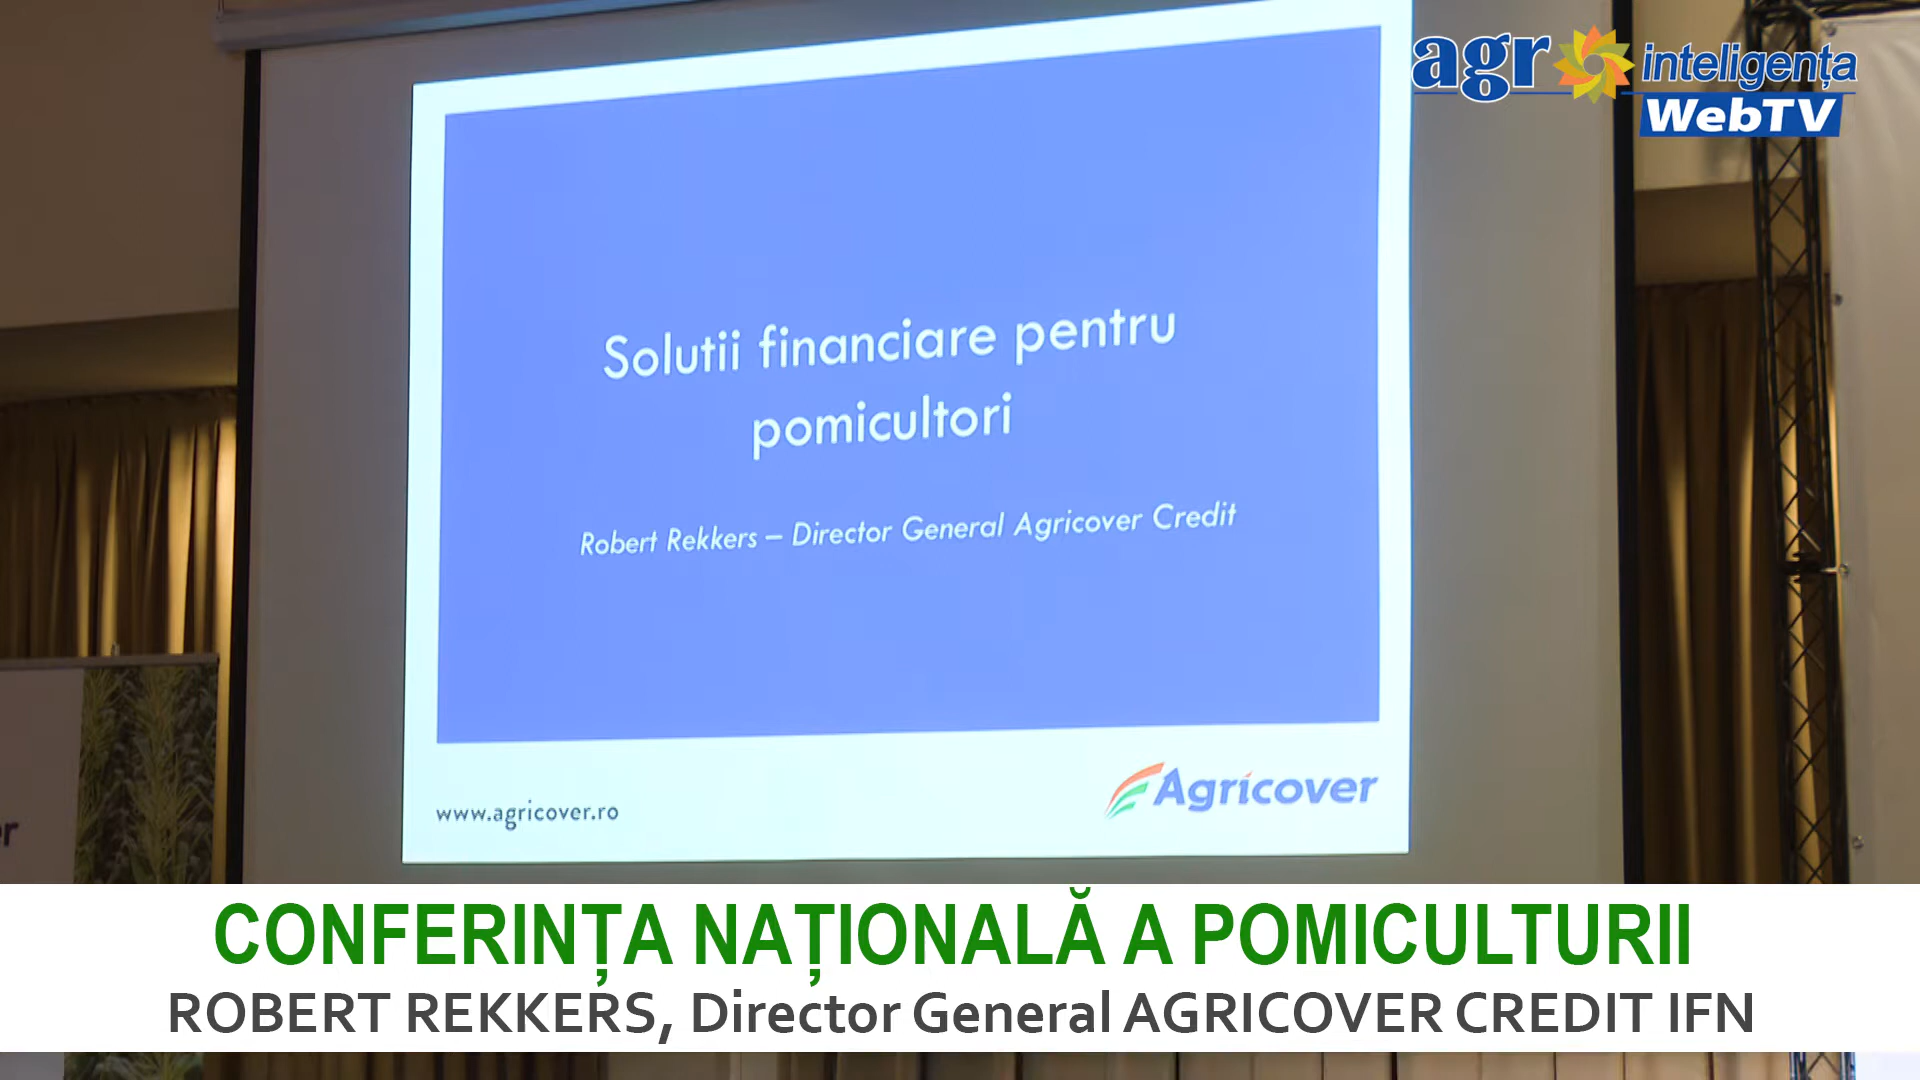 agr inteligența
WebTV
Solutii financiare pentru
pomicultori
Robert Rekkers – Director General Agricover Credit
www.agricover.ro
Agricover
CONFERINȚA NAȚIONALĂ A POMICULTURII
ROBERT REKKERS, Director General AGRICOVER CREDIT IFN